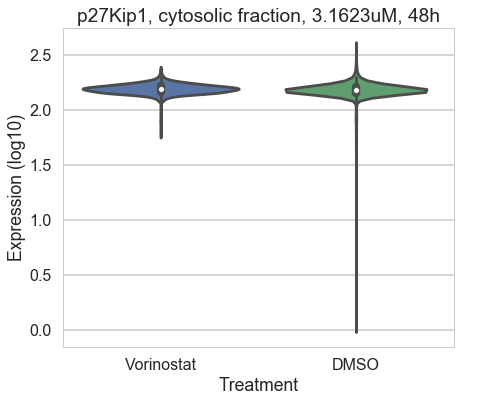 p27Kip1, cytosolic fraction, 3.1623uM, 48h
2.5
2.0
1.5
1.0
0.5
0.0
Expression (log10)
Vorinostat DMSO
Treatment